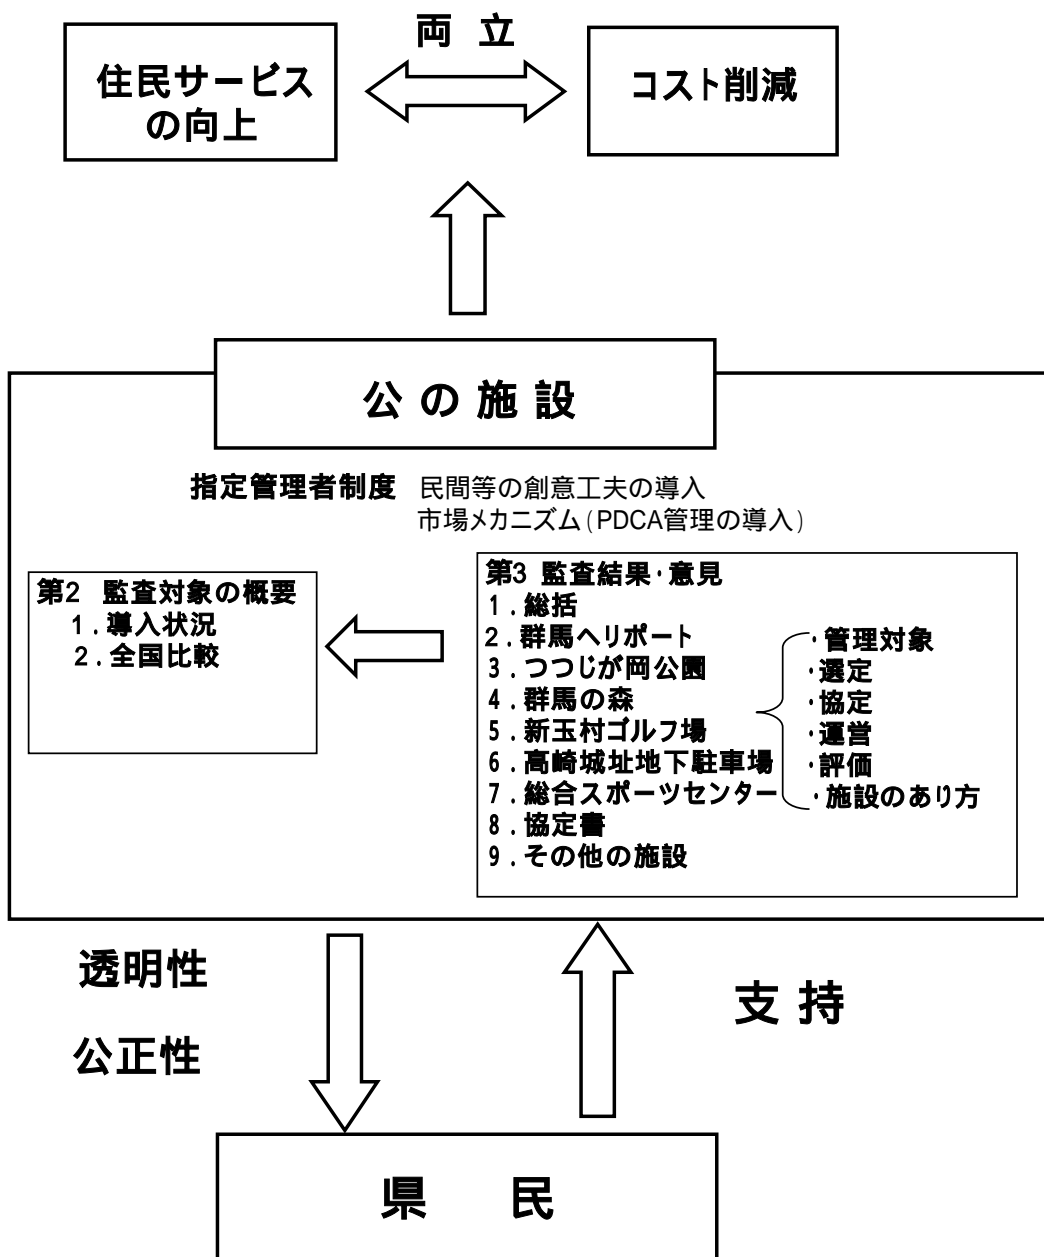 両 立
住民サービス
の向上
コスト削減
公 の 施 設
指定管理者制度 民間等の創意工夫の導入
市場メカニズム(PDCA管理の導入)
第2 監査対象の概要
1.導入状況
2.全国比較
第3 監査結果・意見
1.総括
2.群馬ヘリポート
3.つつじが岡公園
4.群馬の森
5.新玉村ゴルフ場
6.高崎城址地下駐車場
7.総合スポーツセンター
8.協定書
9.その他の施設
・管理対象
・選定
・協定
・運営
・評価
・施設のあり方
透明性
公正性
支 持
県 民